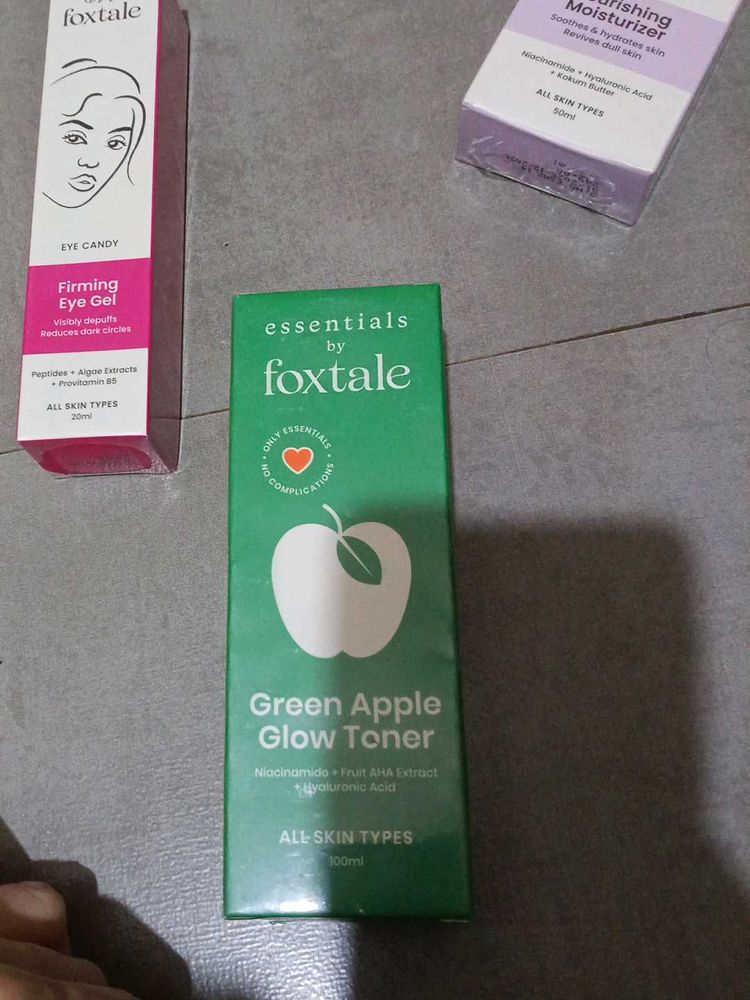 foxtale
EYE CANDY
Firming
Eye Gel
Visibly depuffs
Reduces dark circles
Peptides + Algae Extracts
+ Provitamin B5
ALL SKIN TYPES
20ml
Moisturizer
Soothes & hydrates skin
Revives dull skin
Niacinamide + Hyaluronic Acid
+ Kokum Butter
ALL SKIN TYPES
50ml
essentials
by
foxtale
ONLY ESSENTIALS
NO COMPLICATIONS
Green Apple
Glow Toner
Niacinamide + Fruit AHA Extract
+ Hyaluronic Acid
ALL SKIN TYPES
100ml